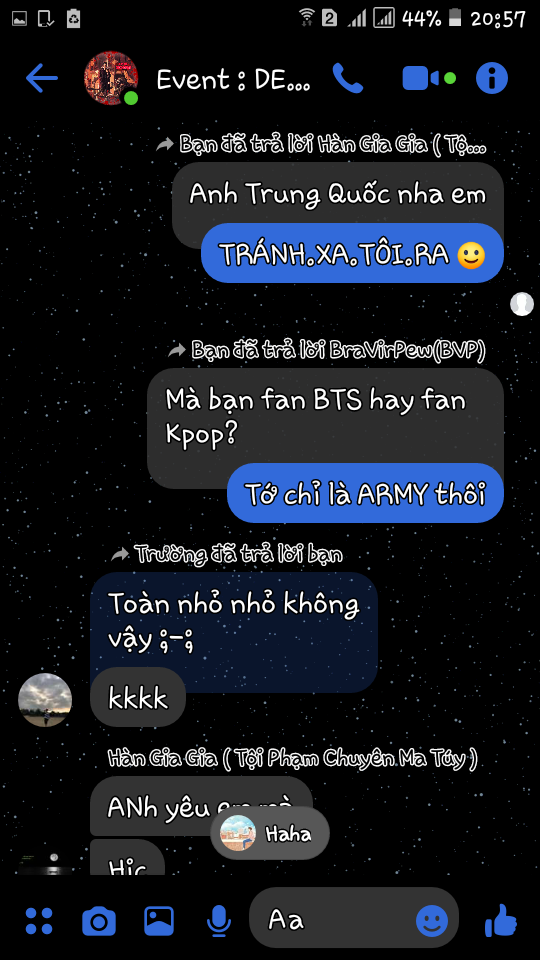 2
44%
20:57
Event : DE...
Bạn đã trả lời Hàn Gia Gia ( Tộ...
Anh Trung Quốc nha em
TRÁNH.XA.TÔI.RA
Bạn đã trả lời BraVirPew(BVP)
Mà bạn fan BTS hay fan
Kpop?
Tớ chỉ là ARMY thôi
Trường đã trả lời bạn
Toàn nhỏ nhỏ không
vậy ;-;
kkkk
Hàn Gia Gia ( Tội Phạm Chuyên Ma Túy )
ANh yêu em mà
Haha
Hic
Aa